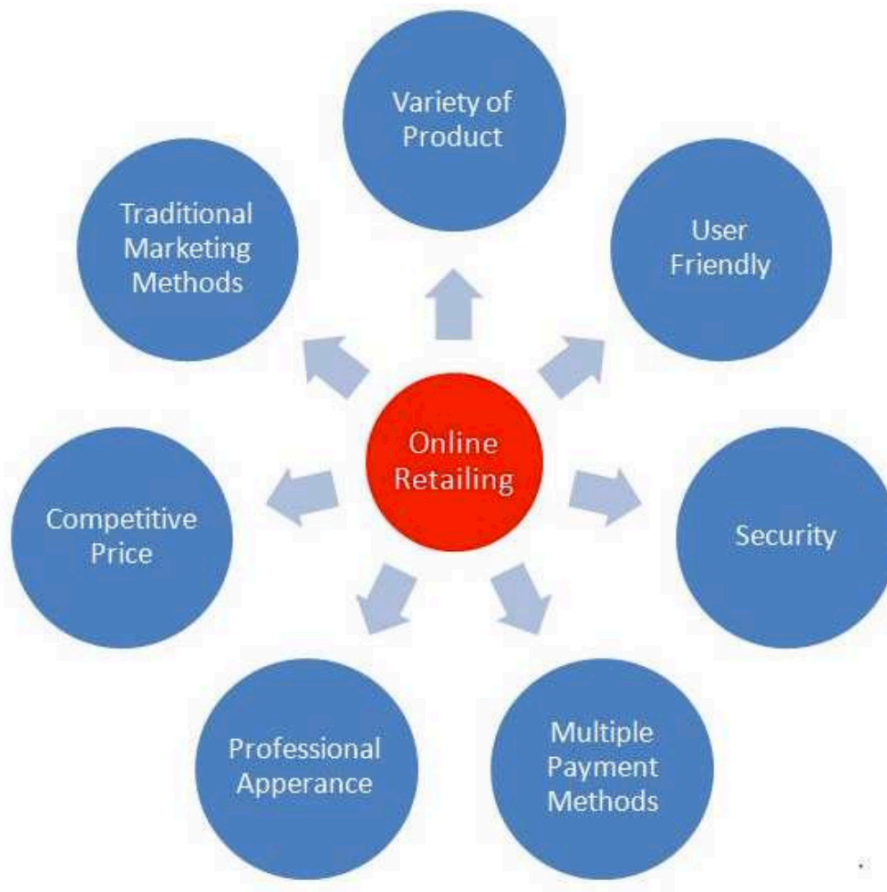 Variety of
Product
User
Friendly
Security
Multiple
Payment
Methods
Professional
Apperance
Competitive
Price
Traditional
Marketing
Methods
Online
Retailing